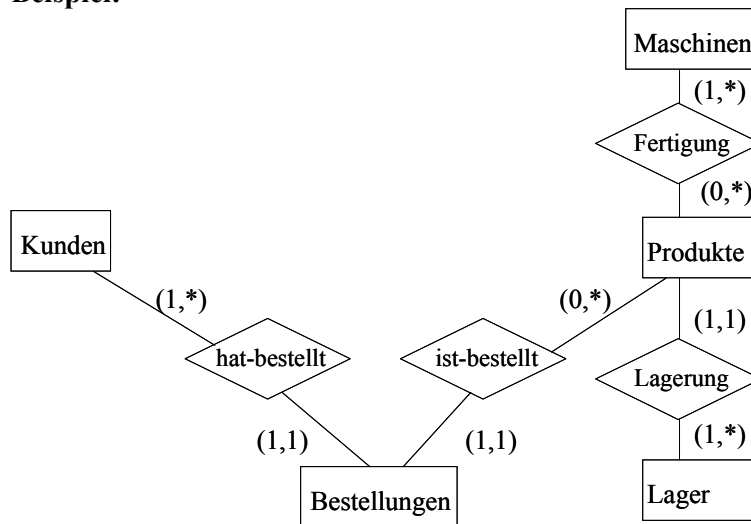 Beispiel:
Maschinen
(1,*)
Fertigung
(0,*)
Kunden
Produkte
(1,*)
(0,*)
(1,1)
hat-bestellt
ist-bestellt
Lagerung
(1,1)
(1,1)
(1,*)
Bestellungen
Lager